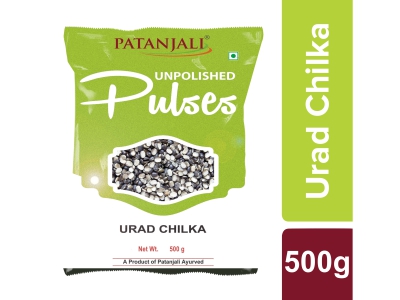 PATANJALI®
UNPOLISHED
Pulses
URAD CHILKA
Net Wt. 500 g
A Product of Patanjali Ayurved
Urad Chilka
500g